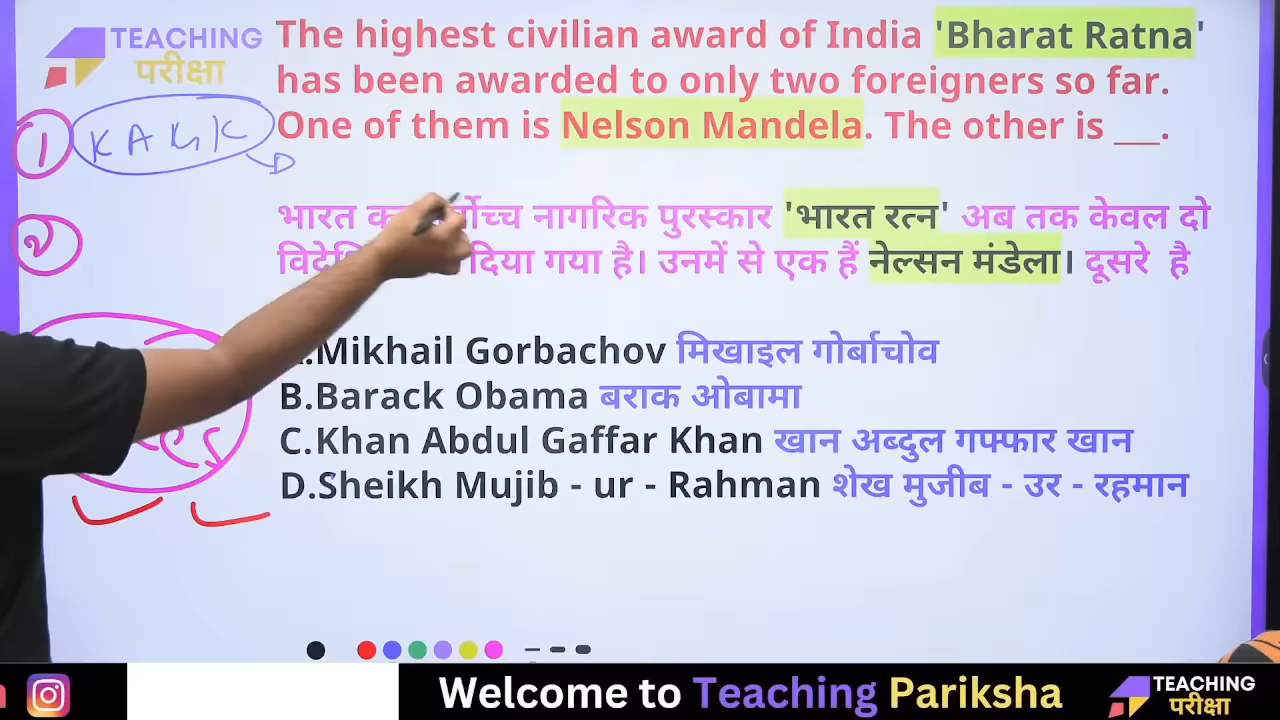 TEACHING
परीक्षा
The highest civilian award of India 'Bharat Ratna'
has been awarded to only two foreigners so far.
One of them is Nelson Mandela. The other is ___.
1 KAGK
D
2
भारत नागरिक पुरस्कार 'भारत रत्न' अब तक केवल दो
दिया गया है। उनमें से एक हैं नेल्सन मंडेला। दूसरे है
.Mikhail Gorbachov मिखाइल गोर्बाचोव
B.Barack Obama बराक ओबामा
C.Khan Abdul Gaffar Khan खान अब्दुल गफ्फार खान
D.Sheikh Mujib - ur - Rahman शेख मुजीब - उर - रहमान
Welcome to Teaching Pariksha
TEACHING
परीक्षा